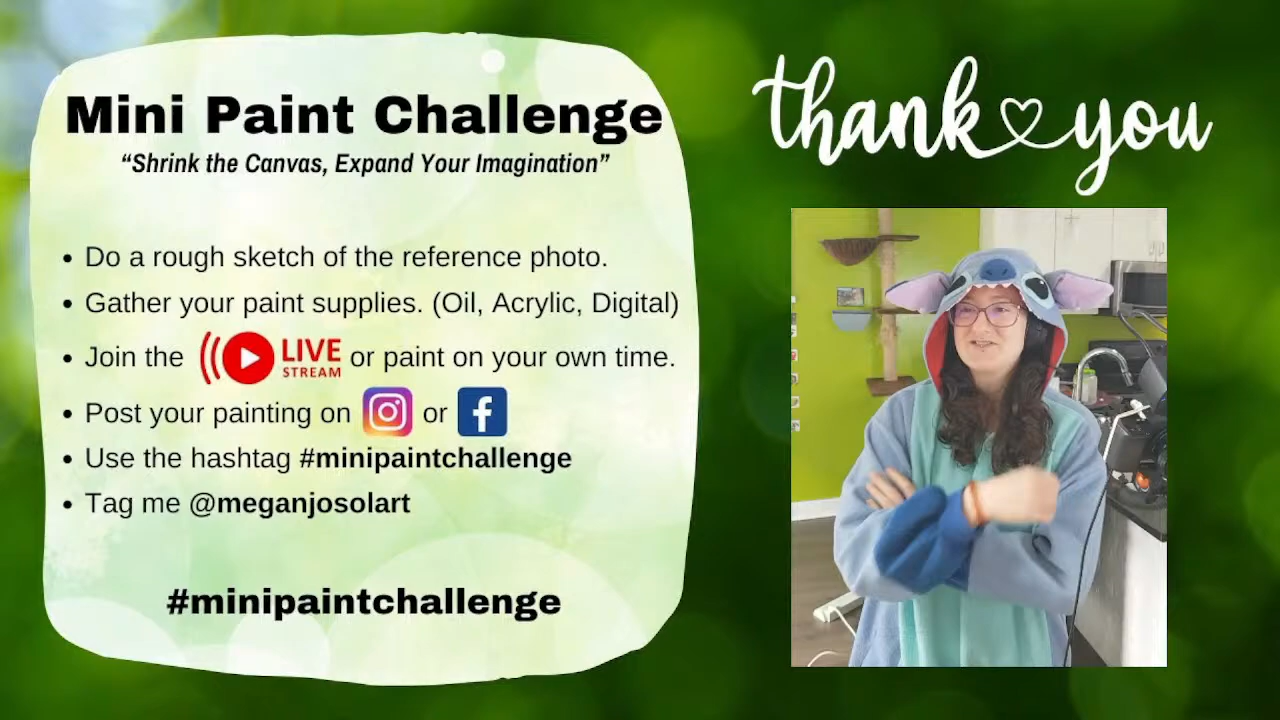 Mini Paint Challenge
“Shrink the Canvas, Expand Your Imagination”
• Do a rough sketch of the reference photo.
• Gather your paint supplies. (Oil, Acrylic, Digital)
• Join the LIVE STREAM or paint on your own time.
• Post your painting on or f
• Use the hashtag #minipaintchallenge
• Tag me @meganjosolart
#minipaintchallenge
thank you